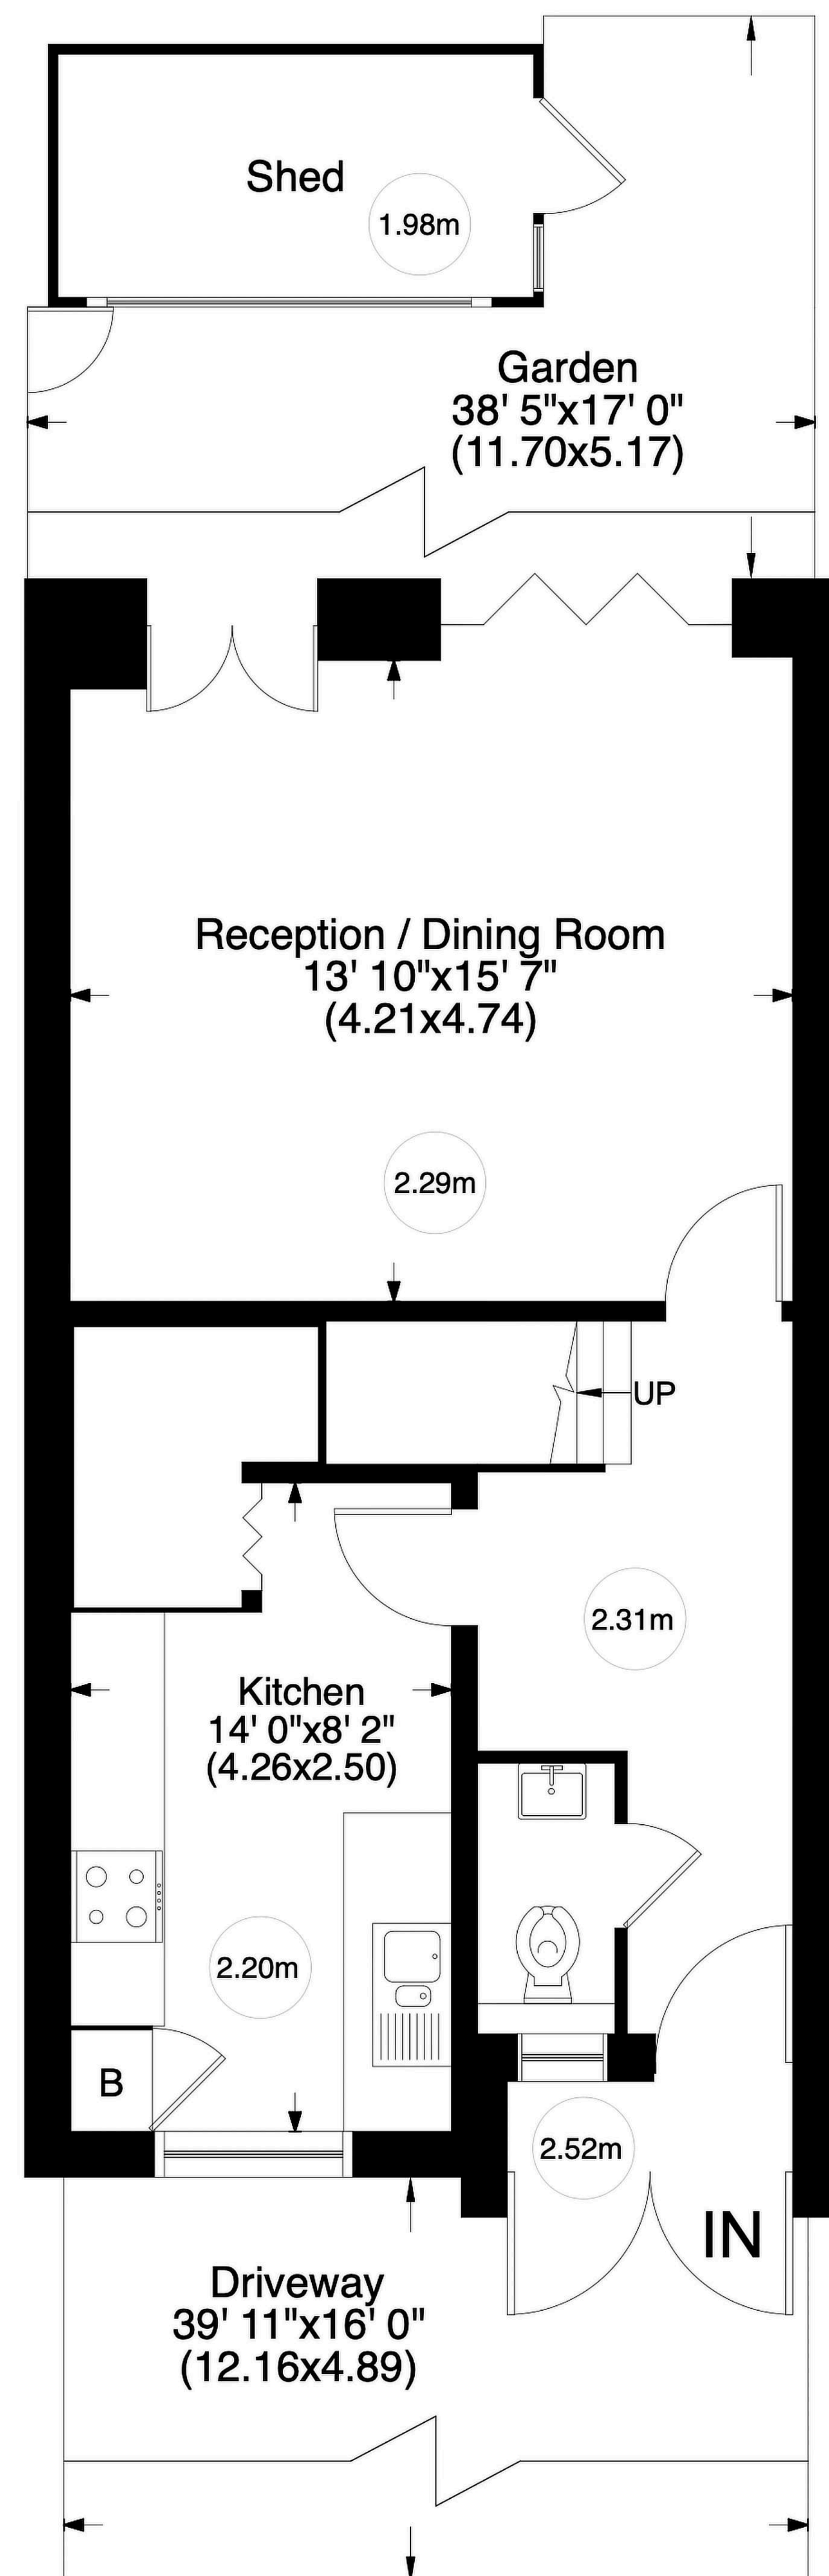 Shed
1.98m
Garden
38' 5"x17' 0"
(11.70x5.17)
Reception / Dining Room
13' 10"x15' 7"
(4.21x4.74)
2.29m
UP
2.31m
Kitchen
14' 0"x8' 2"
(4.26x2.50)
2.20m
B
2.52m
IN
Driveway
39' 11"x16' 0"
(12.16x4.89)